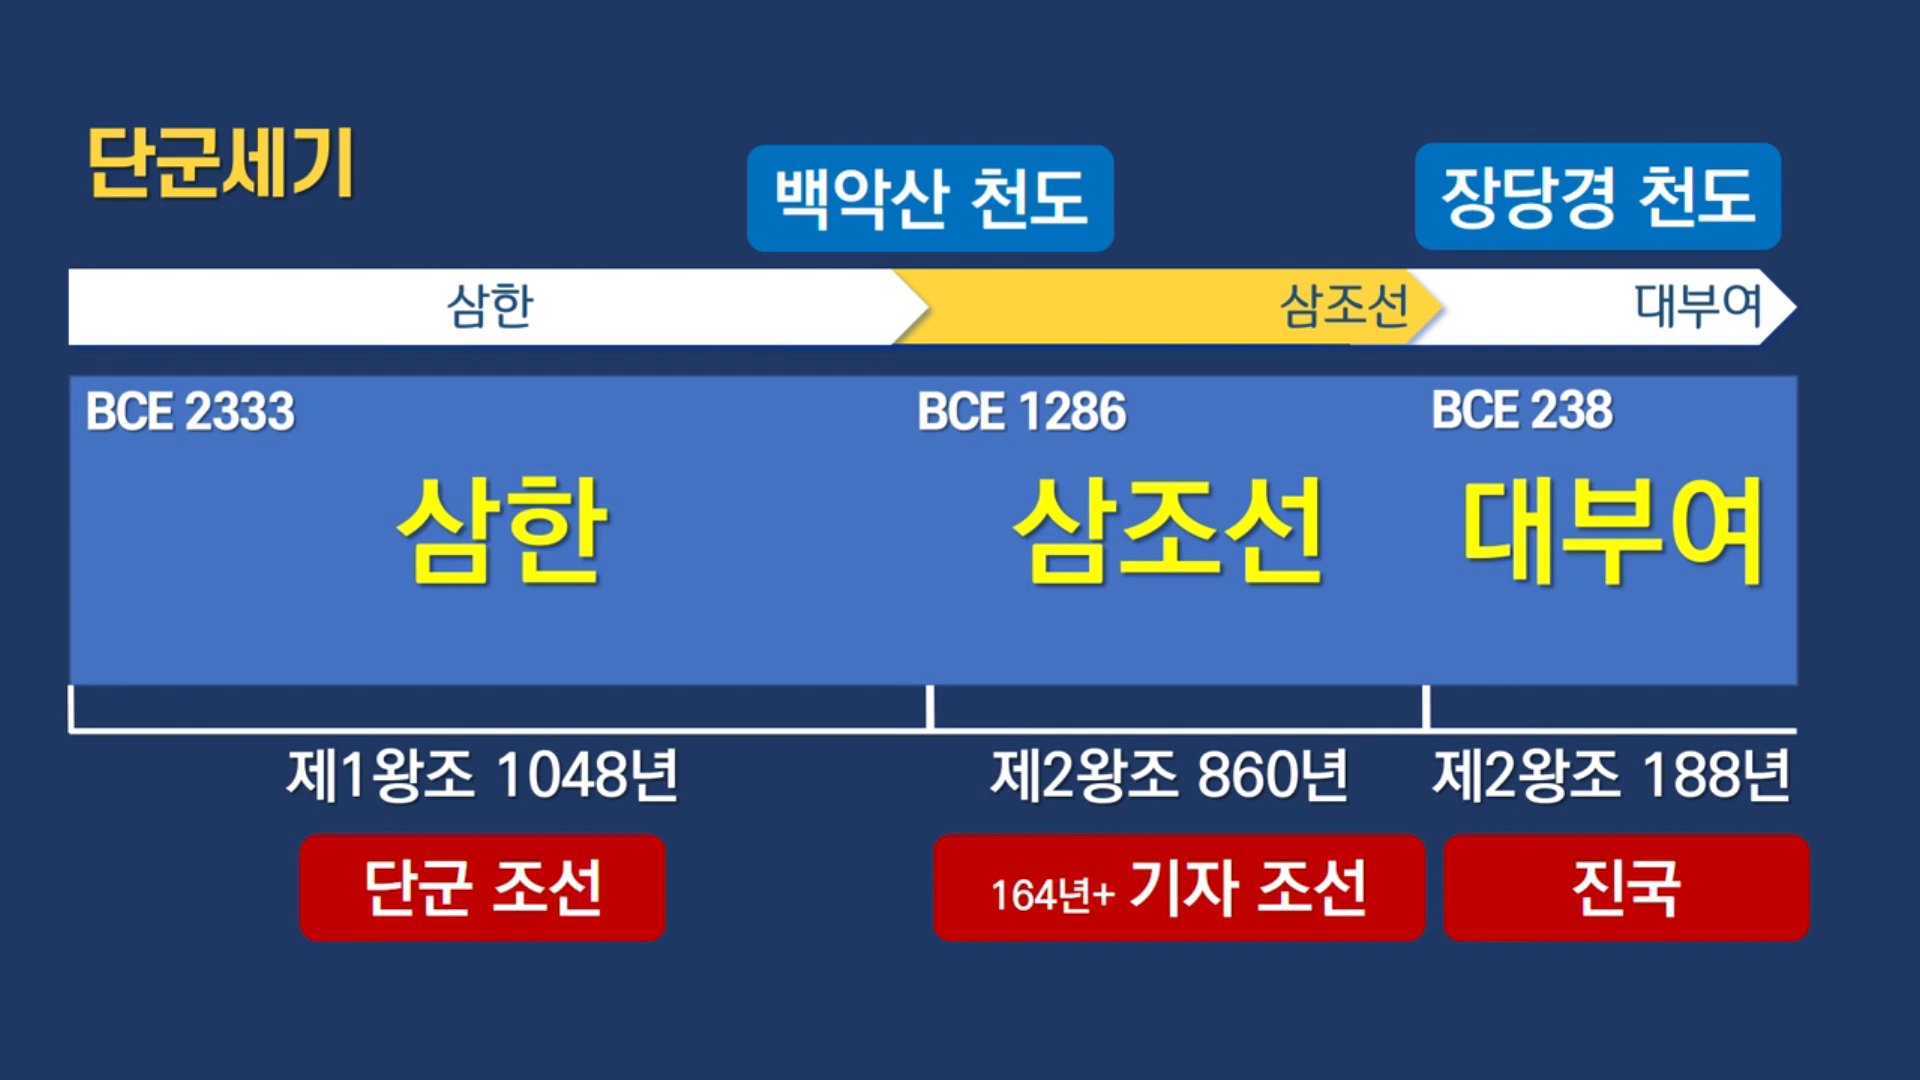 단군세기
백악산 천도
장당경 천도
삼한
삼조선
대부여
BCE 2333
BCE 1286
BCE 238
삼한
삼조선
대부여
제1왕조 1048년
제2왕조 860년
제2왕조 188년
단군 조선
164년+ 기자 조선
진국